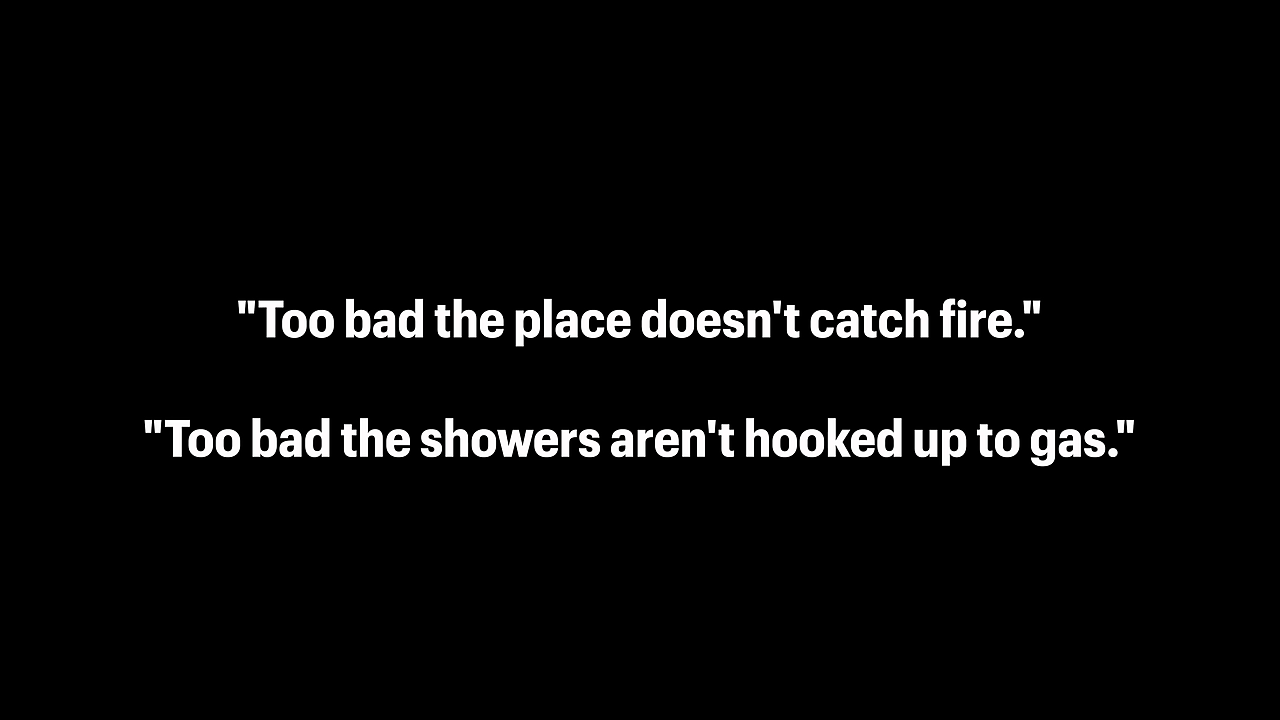 "Too bad the place doesn't catch fire."
"Too bad the showers aren't hooked up to gas."